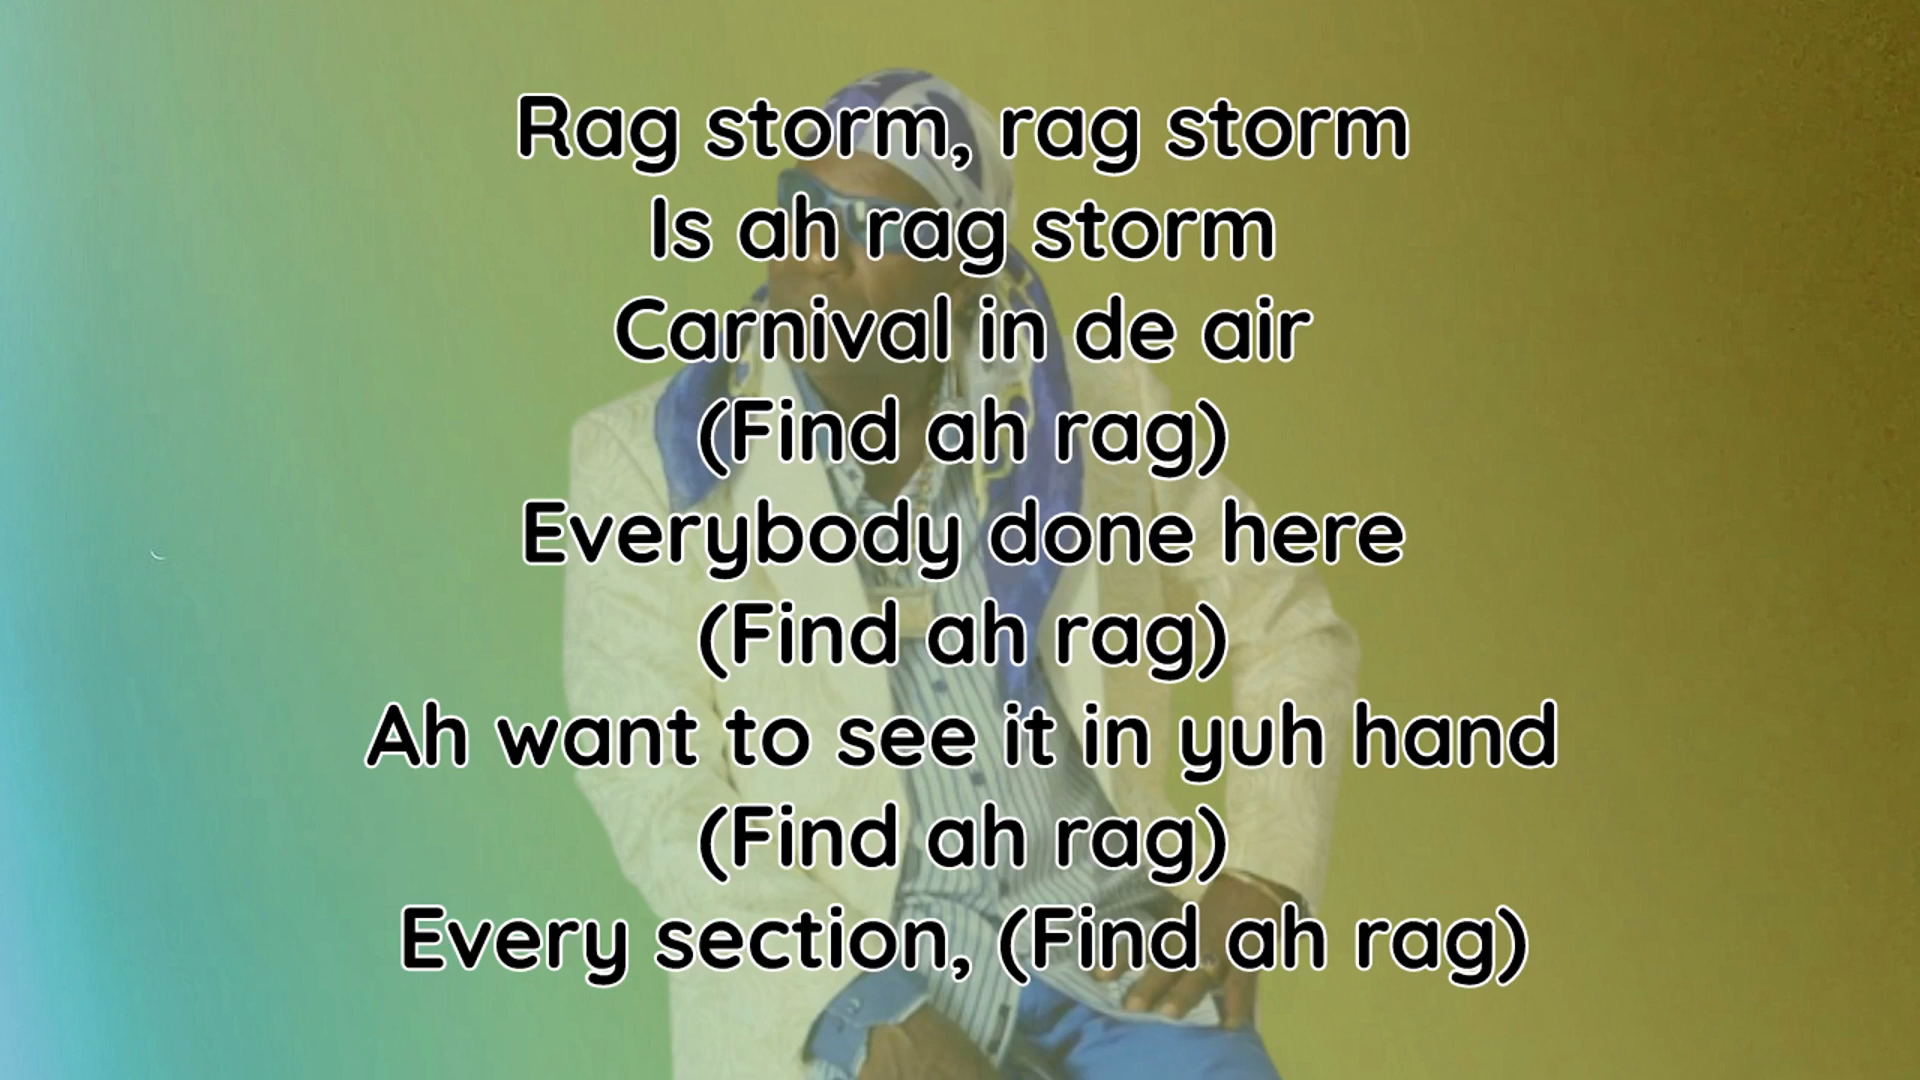 Rag storm, rag storm
Is ah rag storm
Carnival in de air
(Find ah rag)
Everybody done here
(Find ah rag)
Ah want to see it in yuh hand
(Find ah rag)
Every section, (Find ah rag)